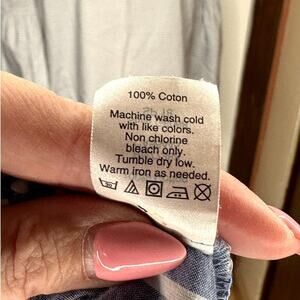 100% Coton
Machine wash cold
with like colors.
Non chlorine
bleach only.
Tumble dry low.
Warm iron as needed.